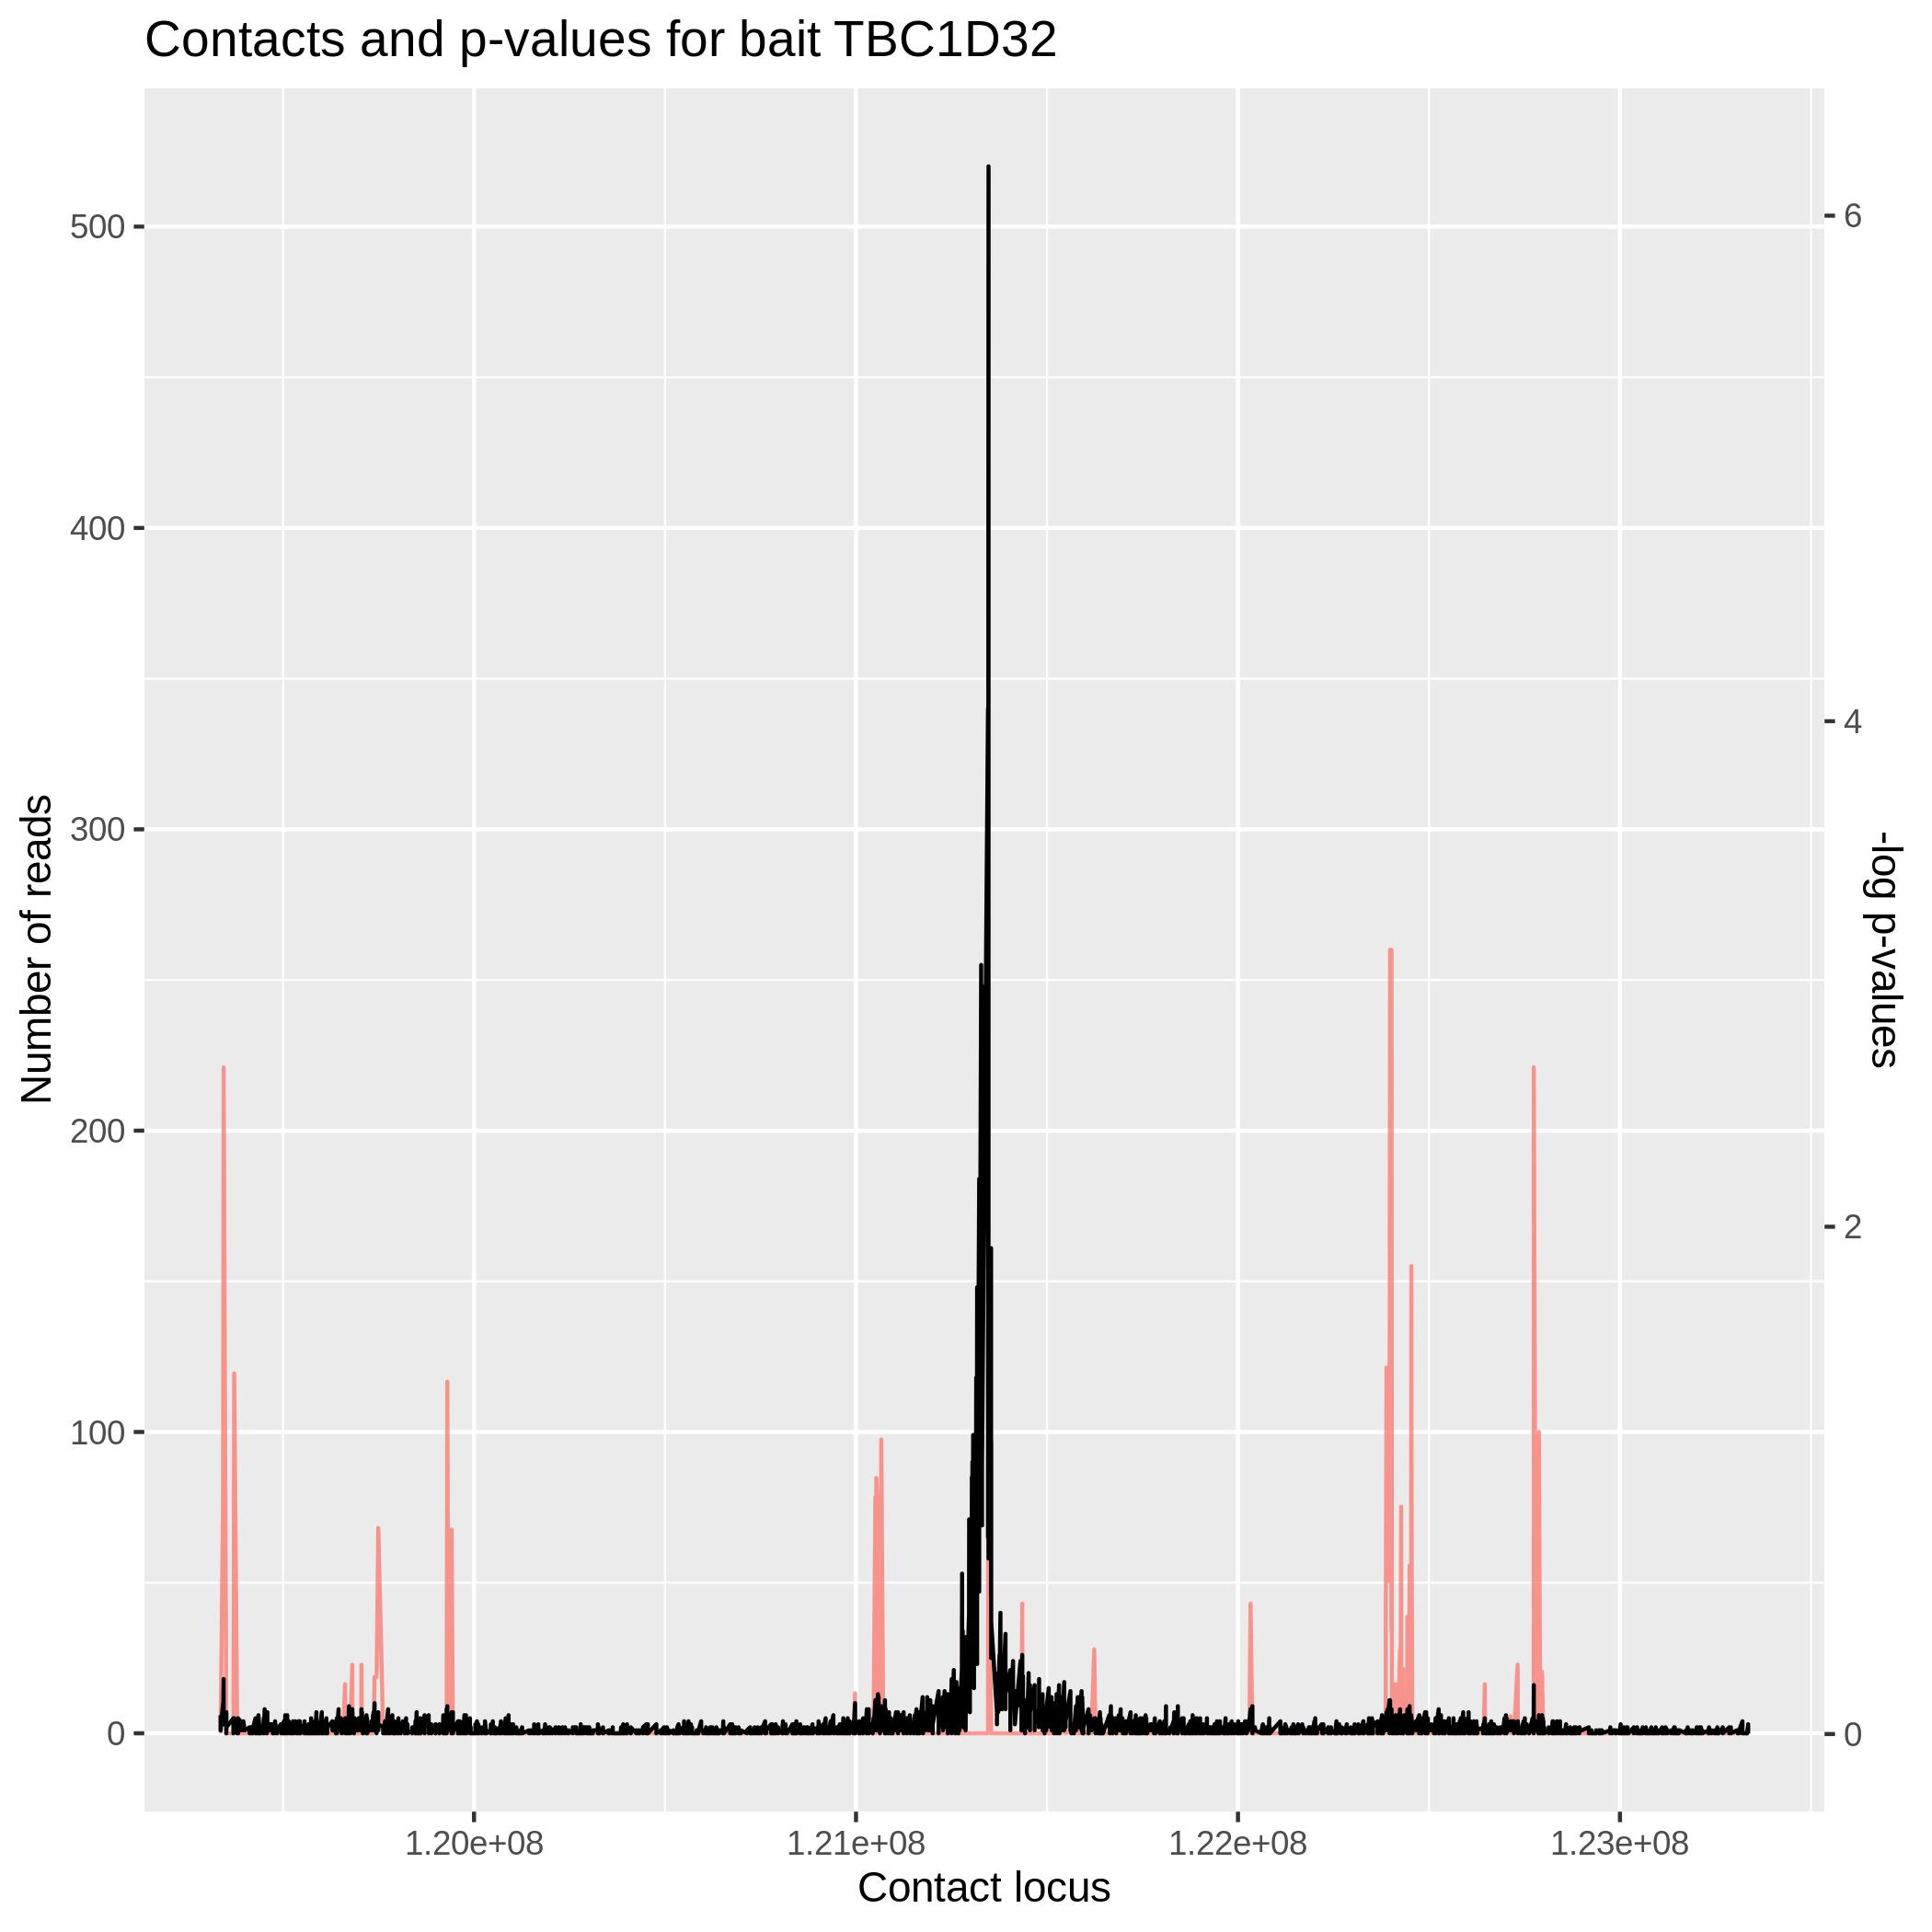 Contacts and p-values for bait TBC1D32
500
400
300
200
100
0
Number of reads
6
4
2
0
-log p-values
1.20e+08
1.21e+08
1.22e+08
1.23e+08
Contact locus